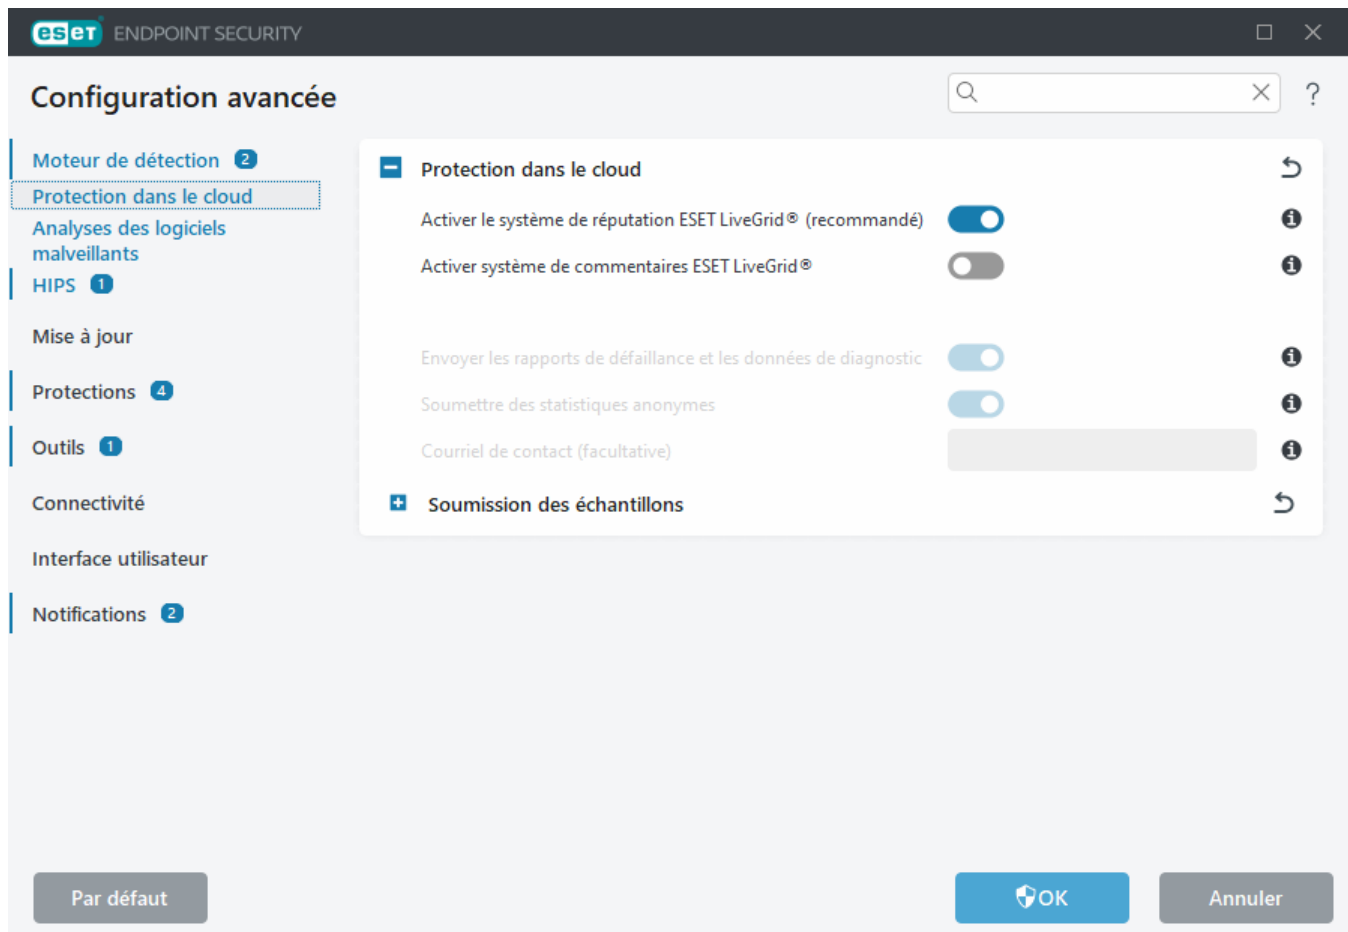 eset ENDPOINT SECURITY
Configuration avancée
?
Moteur de détection 2
Protection dans le cloud
Analyses des logiciels
malveillants
HIPS 1
Mise à jour
Protections 4
Outils 1
Connectivité
Interface utilisateur
Notifications 2
Protection dans le cloud
Activer le système de réputation ESET LiveGrid® (recommandé)
Activer système de commentaires ESET LiveGrid®
Envoyer les rapports de défaillance et les données de diagnostic
Soumettre des statistiques anonymes
Courriel de contact (facultative)
Soumission des échantillons
Par défaut
OK
Annuler